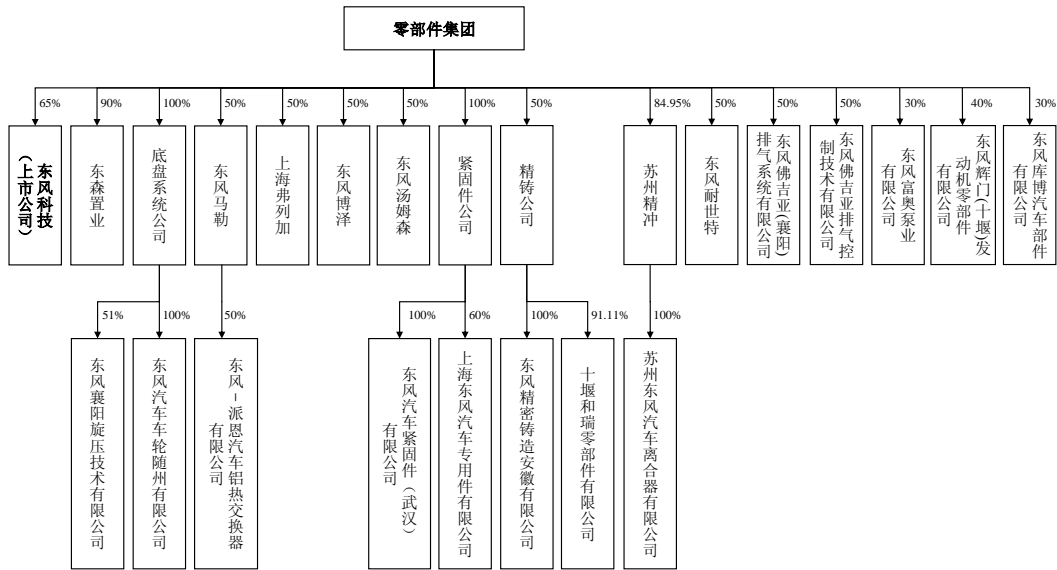 零部件集团
65%
90%
100%
50%
50%
50%
50%
100%
50%
84.95%
50%
50%
50%
30%
40%
30%
东风科技
(上市公司)
东森置业
底盘系统公司
东风马勒
上海弗列加
东风博泽
东风汤姆森
紧固件公司
精铸公司
苏州精冲
东风耐世特
东风佛吉亚(襄阳)
排气系统有限公司
东风佛吉亚排气控
制技术有限公司
东风富奥泵业
有限公司
东风辉门(十堰)发
动机零部件
有限公司
东风库博汽车部件
有限公司
51%
100%
50%
100%
60%
100%
91.11%
100%
东风襄阳旋压技术有限公司
东风汽车车轮随州有限公司
东风-派恩汽车铝热交换器
有限公司
东风汽车紧固件(武汉)
有限公司
上海东风汽车专用件有限公司
东风精密铸造安徽有限公司
十堰和瑞零部件有限公司
苏州东风汽车离合器有限公司